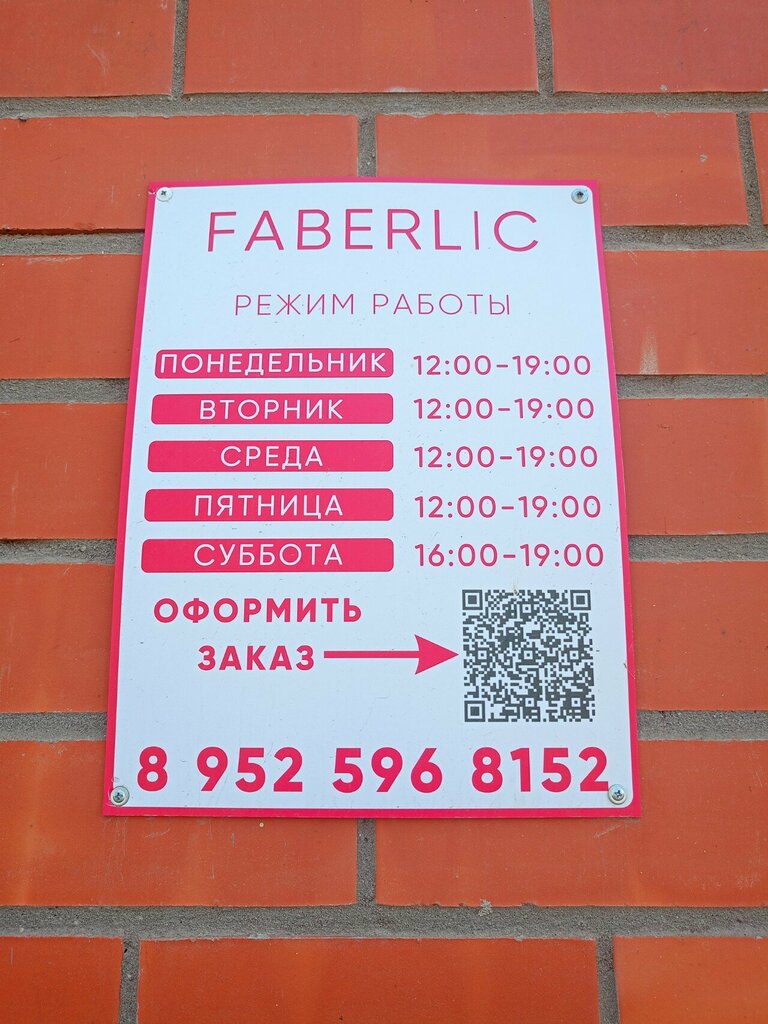 FABERLIC
РЕЖИМ РАБОТЫ
ПОНЕДЕЛЬНИК 12:00-19:00
ВТОРНИК 12:00-19:00
СРЕДА 12:00-19:00
ПЯТНИЦА 12:00-19:00
СУББОТА 16:00-19:00
ОФОРМИТЬ
ЗАКАЗ
8 952 596 8152